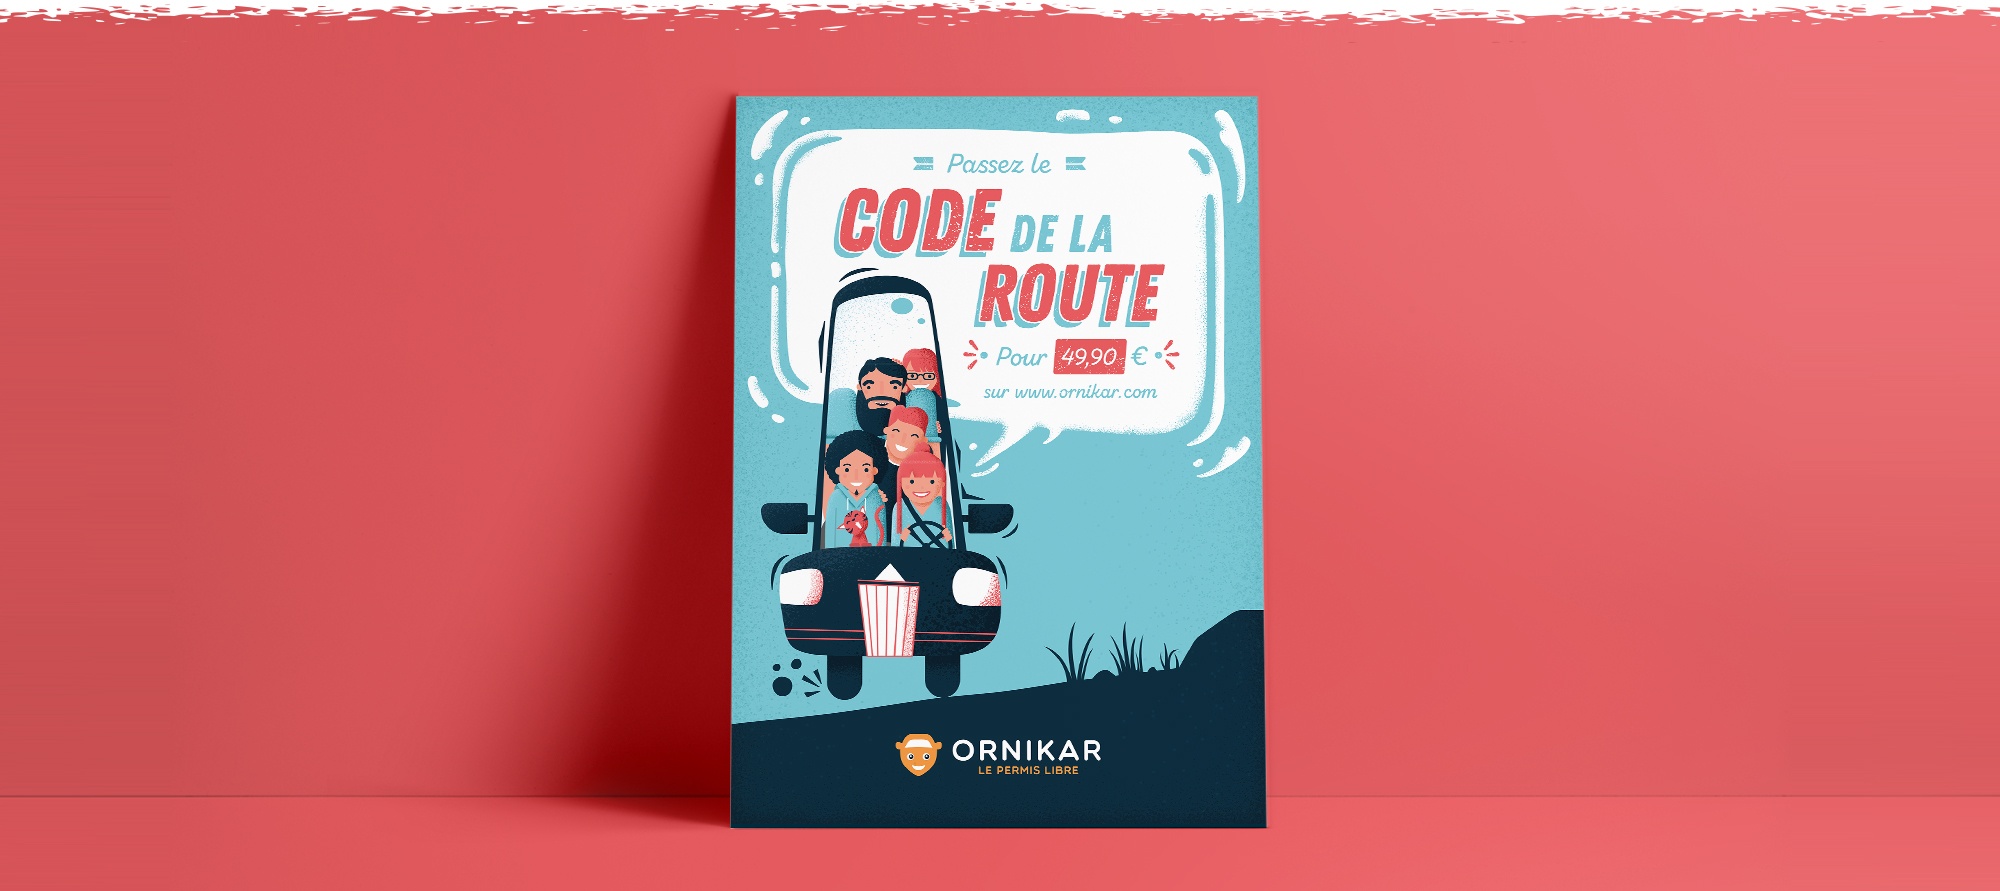 Passez le
CODE DE LA
ROUTE
Pour 49,90 €
sur www.ornikar.com
ORNIKAR
LE PERMIS LIBRE